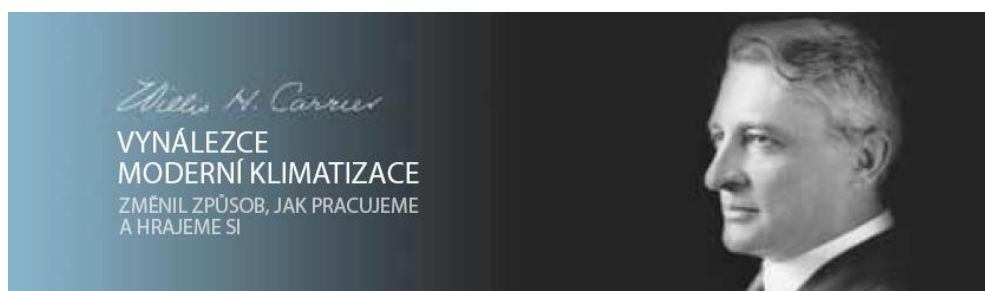 Willis H. Carrier
VYNÁLEZCE
MODERNÍ KLIMATIZACE
ZMĚNIL ZPŮSOB, JAK PRACUJEME
A HRAJEME SI